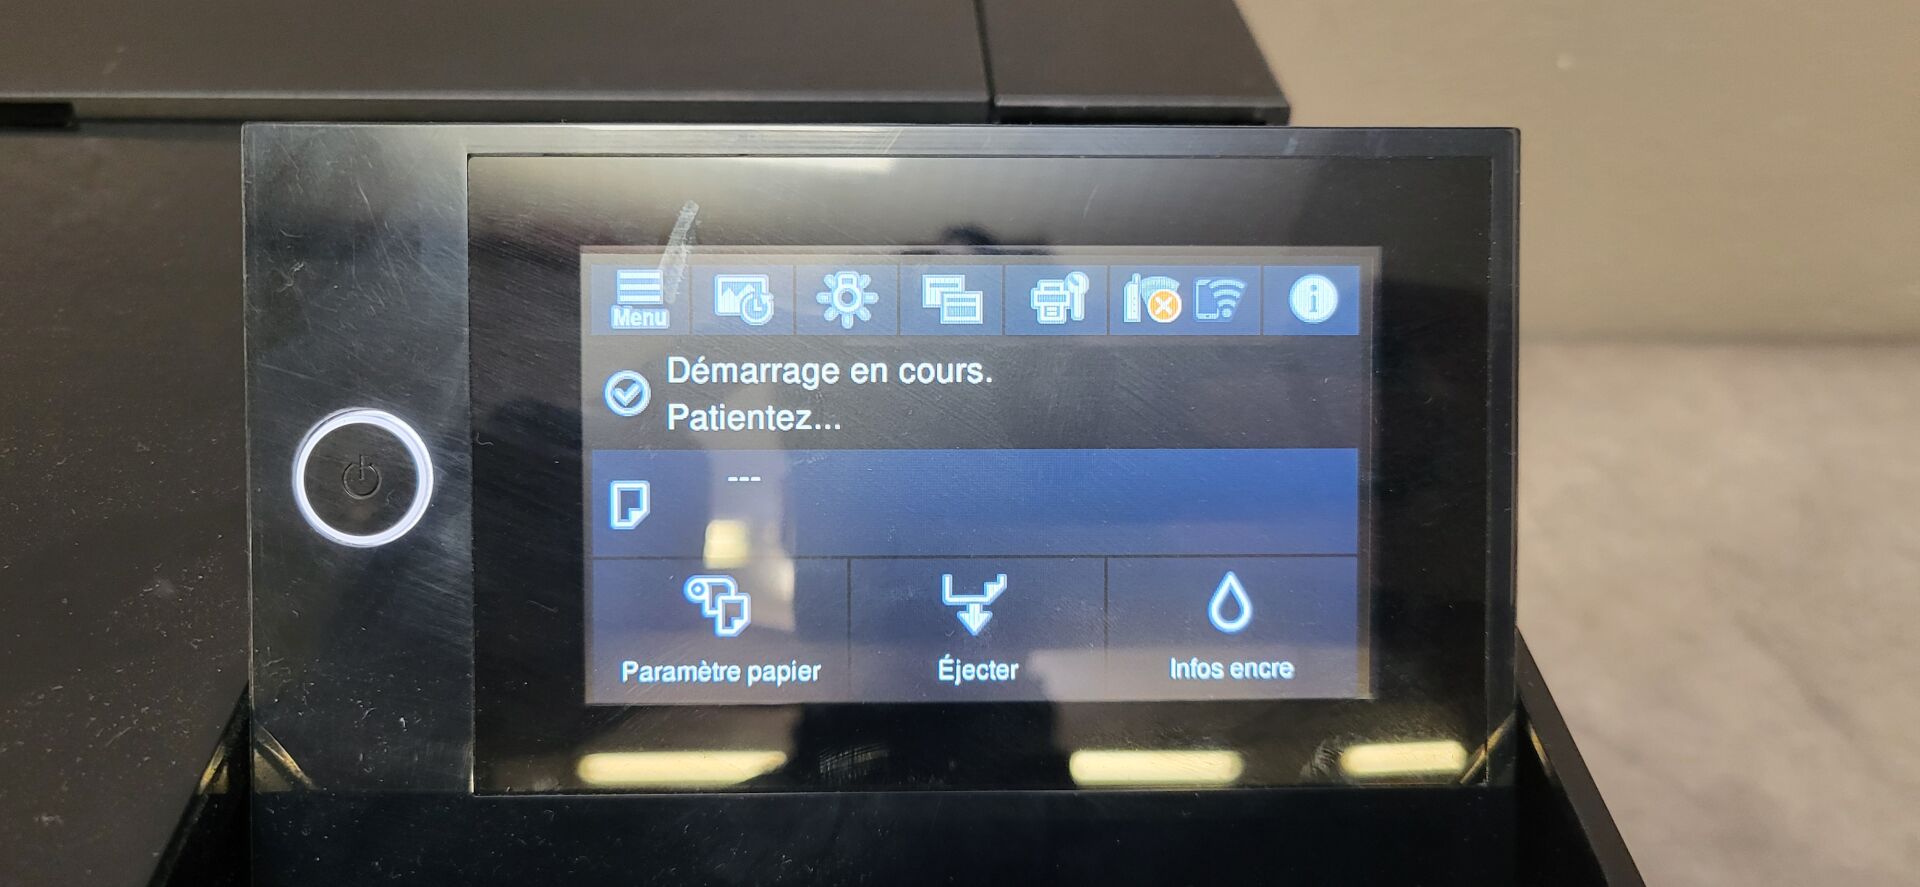 Menu
Démarrage en cours.
Patientez...
---
Paramètre papier
Éjecter
Infos encre